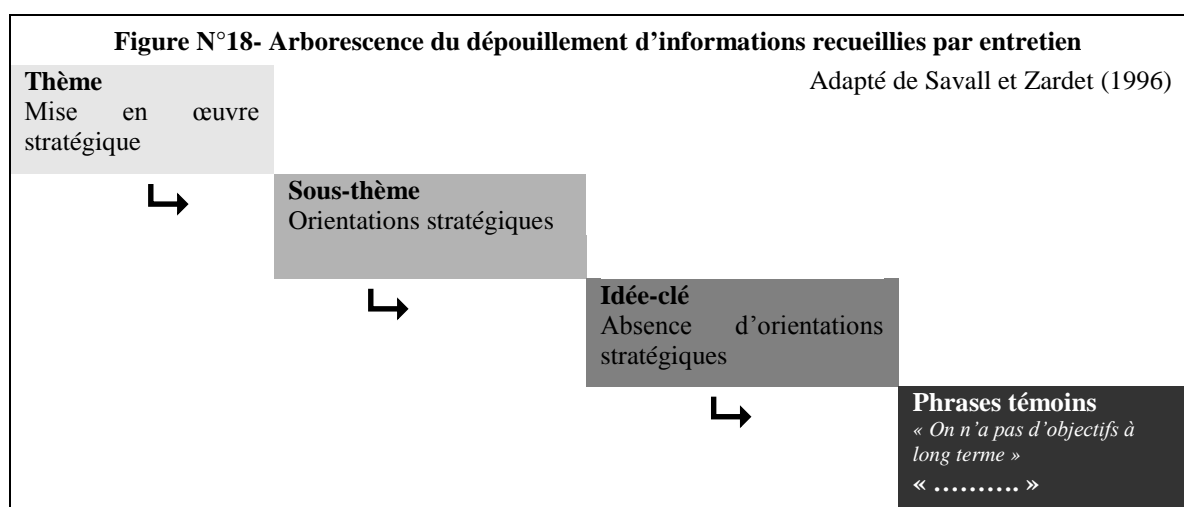 Figure N°18- Arborescence du dépouillement d’informations recueillies par entretien
Thème
Adapté de Savall et Zardet (1996)
Mise en œuvre
stratégique
Sous-thème
Orientations stratégiques
Idée-clé
Absence d’orientations
stratégiques
Phrases témoins
« On n’a pas d’objectifs à
long terme »
« ………. »